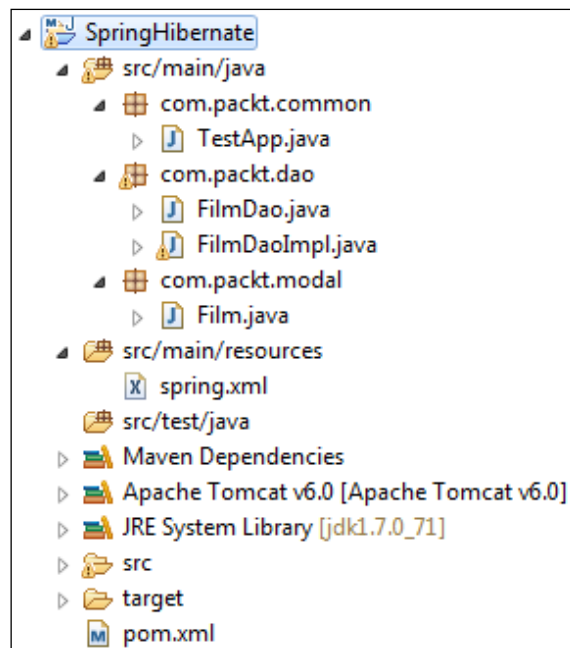 SpringHibernate
src/main/java
com.packt.common
TestApp.java
com.packt.dao
FilmDao.java
FilmDaoImpl.java
com.packt.modal
Film.java
src/main/resources
spring.xml
src/test/java
Maven Dependencies
Apache Tomcat v6.0 [Apache Tomcat v6.0]
JRE System Library [jdk1.7.0_71]
src
target
pom.xml